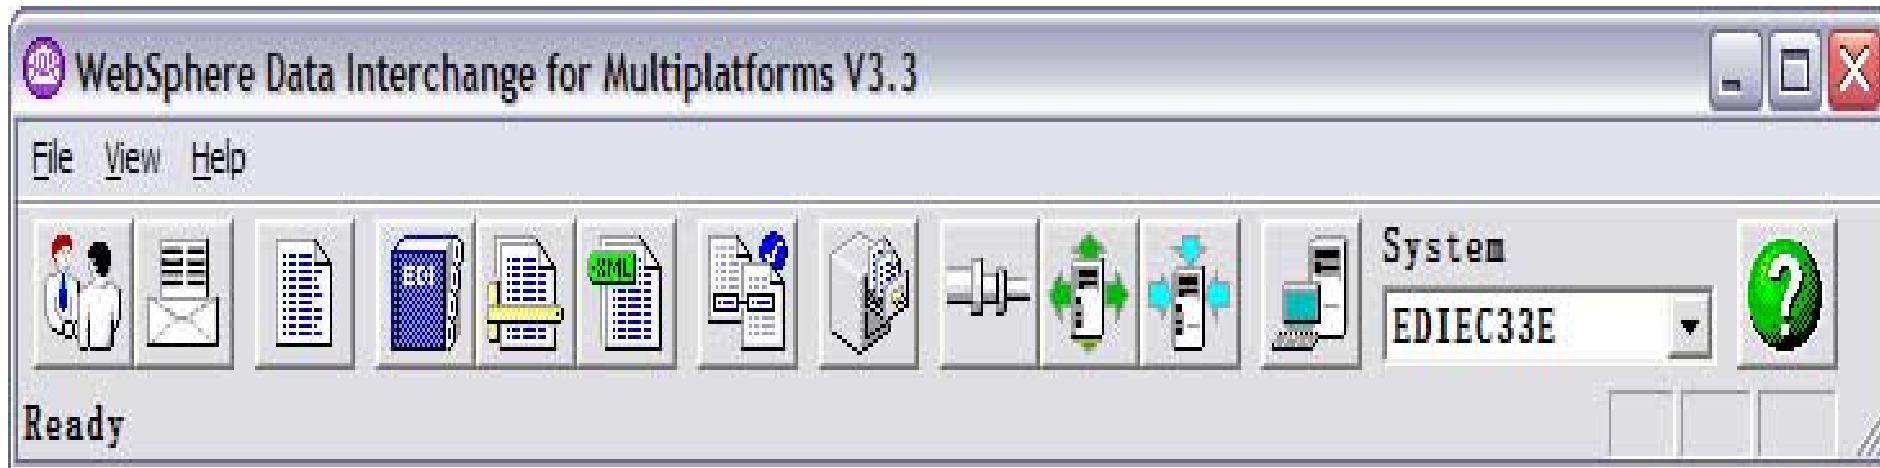 WebSphere Data Interchange for Multiplatforms V3.3
File View Help
EDI
XML
System
EDIEC33E
Ready